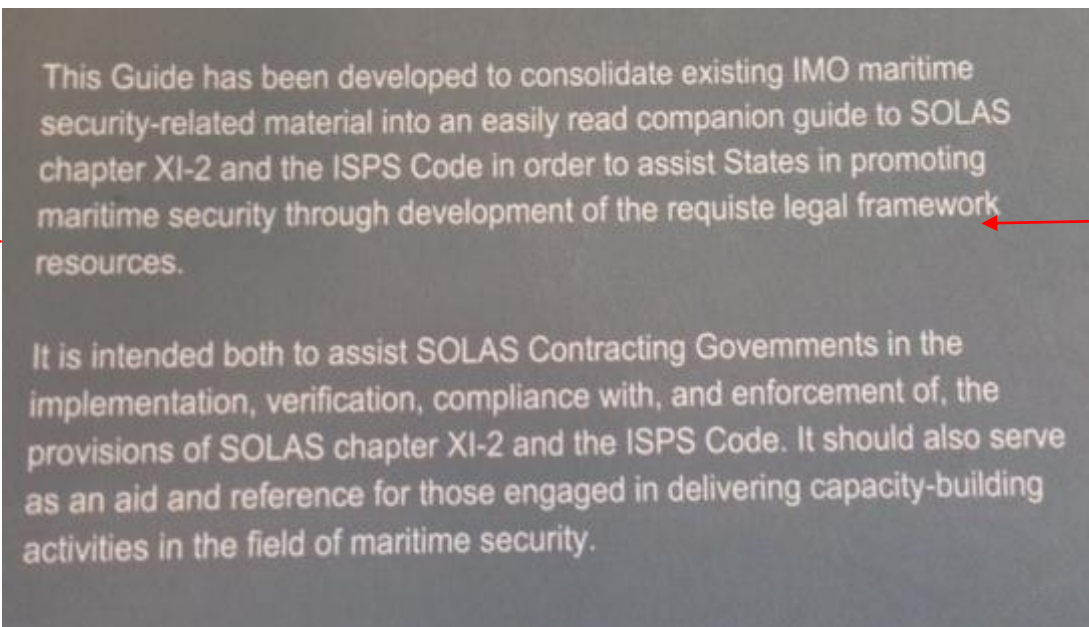 This Guide has been developed to consolidate existing IMO maritime
security-related material into an easily read companion guide to SOLAS
chapter XI-2 and the ISPS Code in order to assist States in promoting
maritime security through development of the requiste legal framework
resources.
It is intended both to assist SOLAS Contracting Governments in the
implementation, verification, compliance with, and enforcement of, the
provisions of SOLAS chapter XI-2 and the ISPS Code. It should also serve
as an aid and reference for those engaged in delivering capacity-building
activities in the field of maritime security.